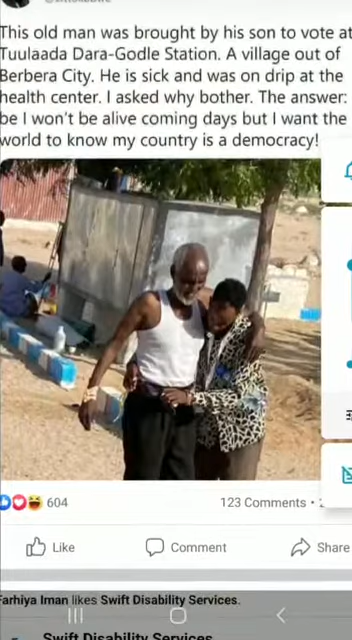 This old man was brought by his son to vote at
Tuulaada Dara-Godle Station. A village out of
Berbera City. He is sick and was on drip at the
health center. I asked why bother. The answer:
be I won't be alive coming days but I want the
world to know my country is a democracy!
604
123 Comments •
Like
Comment
Share
Farhiya Iman likes Swift Disability Services.
Swift Disability Services